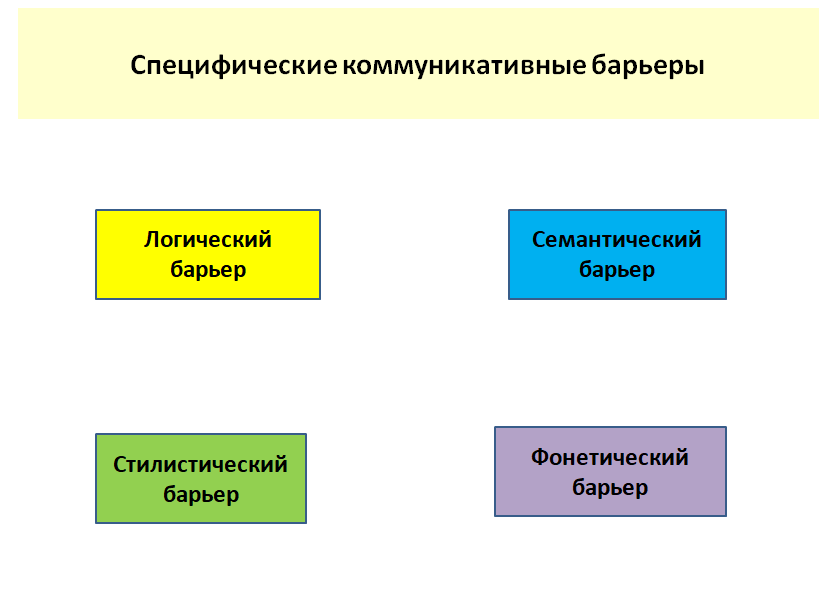 Специфические коммуникативные барьеры
Логический
барьер
Семантический
барьер
Стилистический
барьер
Фонетический
барьер